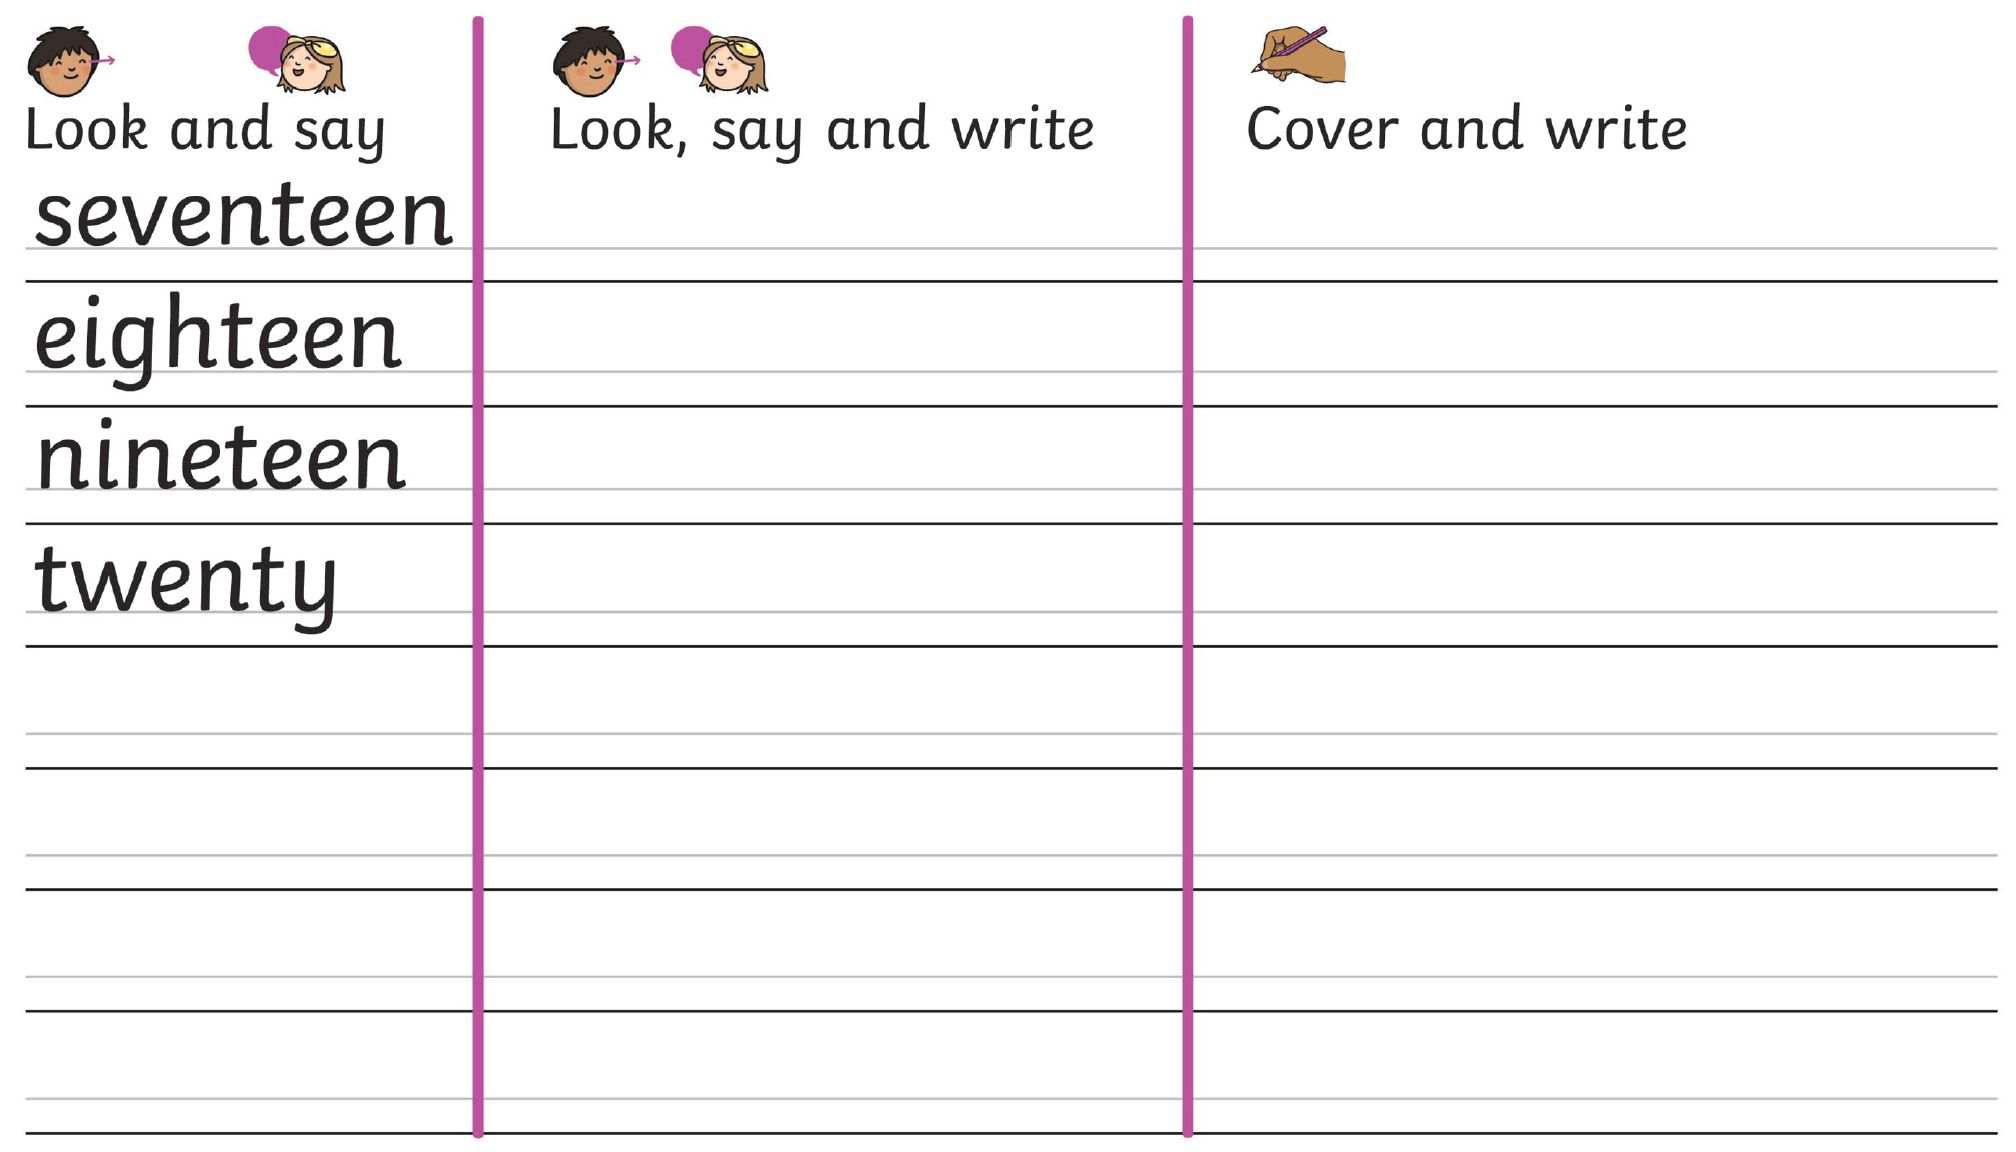 Look and say
Look, say and write
Cover and write
seventeen
eighteen
nineteen
twenty